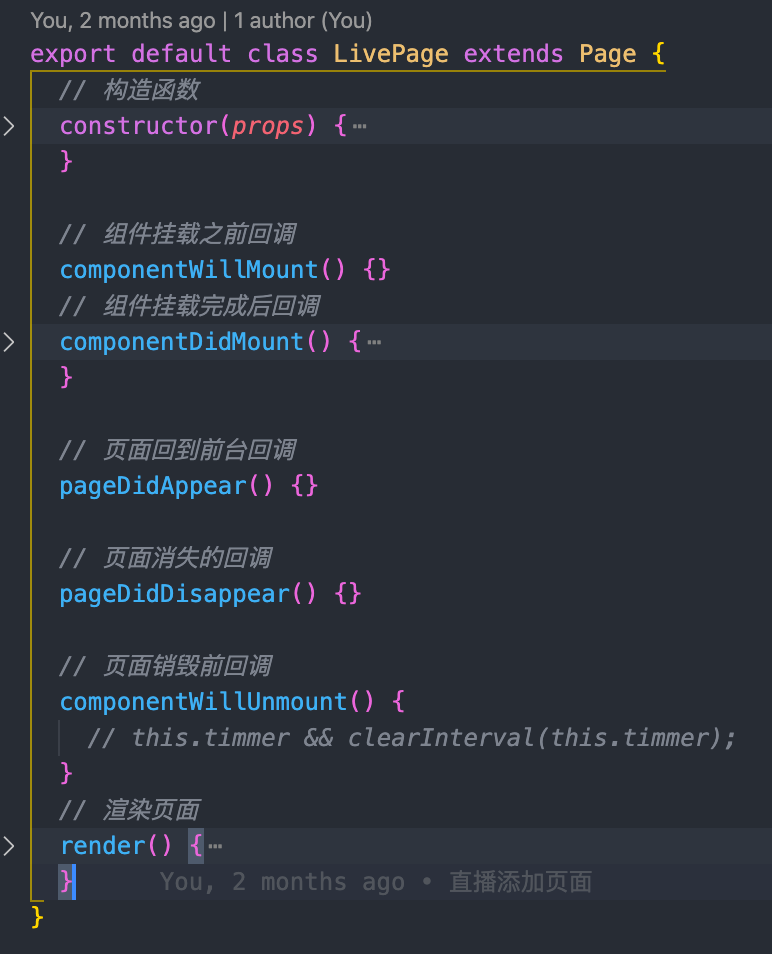 You, 2 months ago | 1 author (You)
export default class LivePage extends Page {
// 构造函数
constructor(props) {⋯
}
// 组件挂载之前回调
componentWillMount() {}
// 组件挂载完成后回调
componentDidMount() {⋯
}
// 页面回到前台回调
pageDidAppear() {}
// 页面消失的回调
pageDidDisappear() {}
// 页面销毁前回调
componentWillUnmount() {
// this.timmer && clearInterval(this.timmer);
}
// 渲染页面
render() {⋯
} You, 2 months ago • 直播添加页面
}